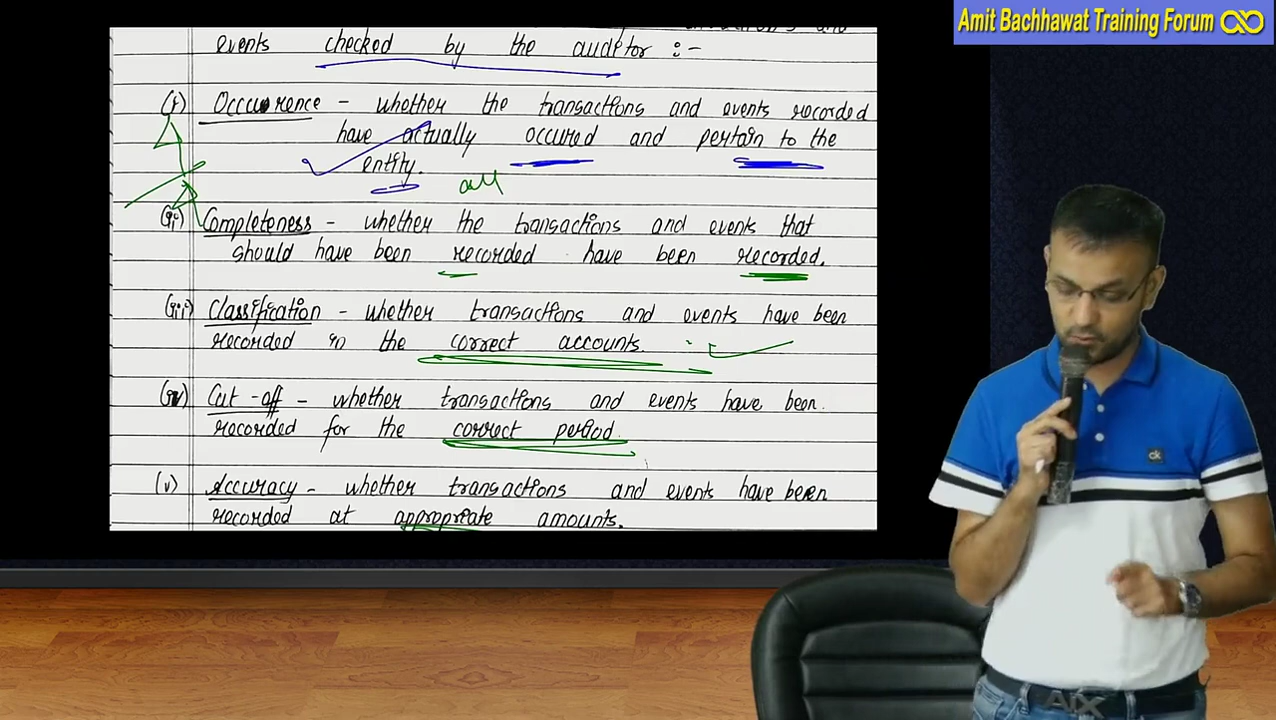 Amit Bachhawat Training Forum
events checked by the auditor :-
(i) Occurence - whether the transactions and events recorded
have actually occured and pertain to the
entity.
all
(ii) Completeness - whether the transactions and events that
should have been recorded have been recorded.
(iii) Classification - whether transactions and events have been
recorded in the correct accounts.
(iv) Cut-off - whether transactions and events have been
recorded for the correct period.
(v) Accuracy - whether transactions and events have been
recorded at appropriate amounts.